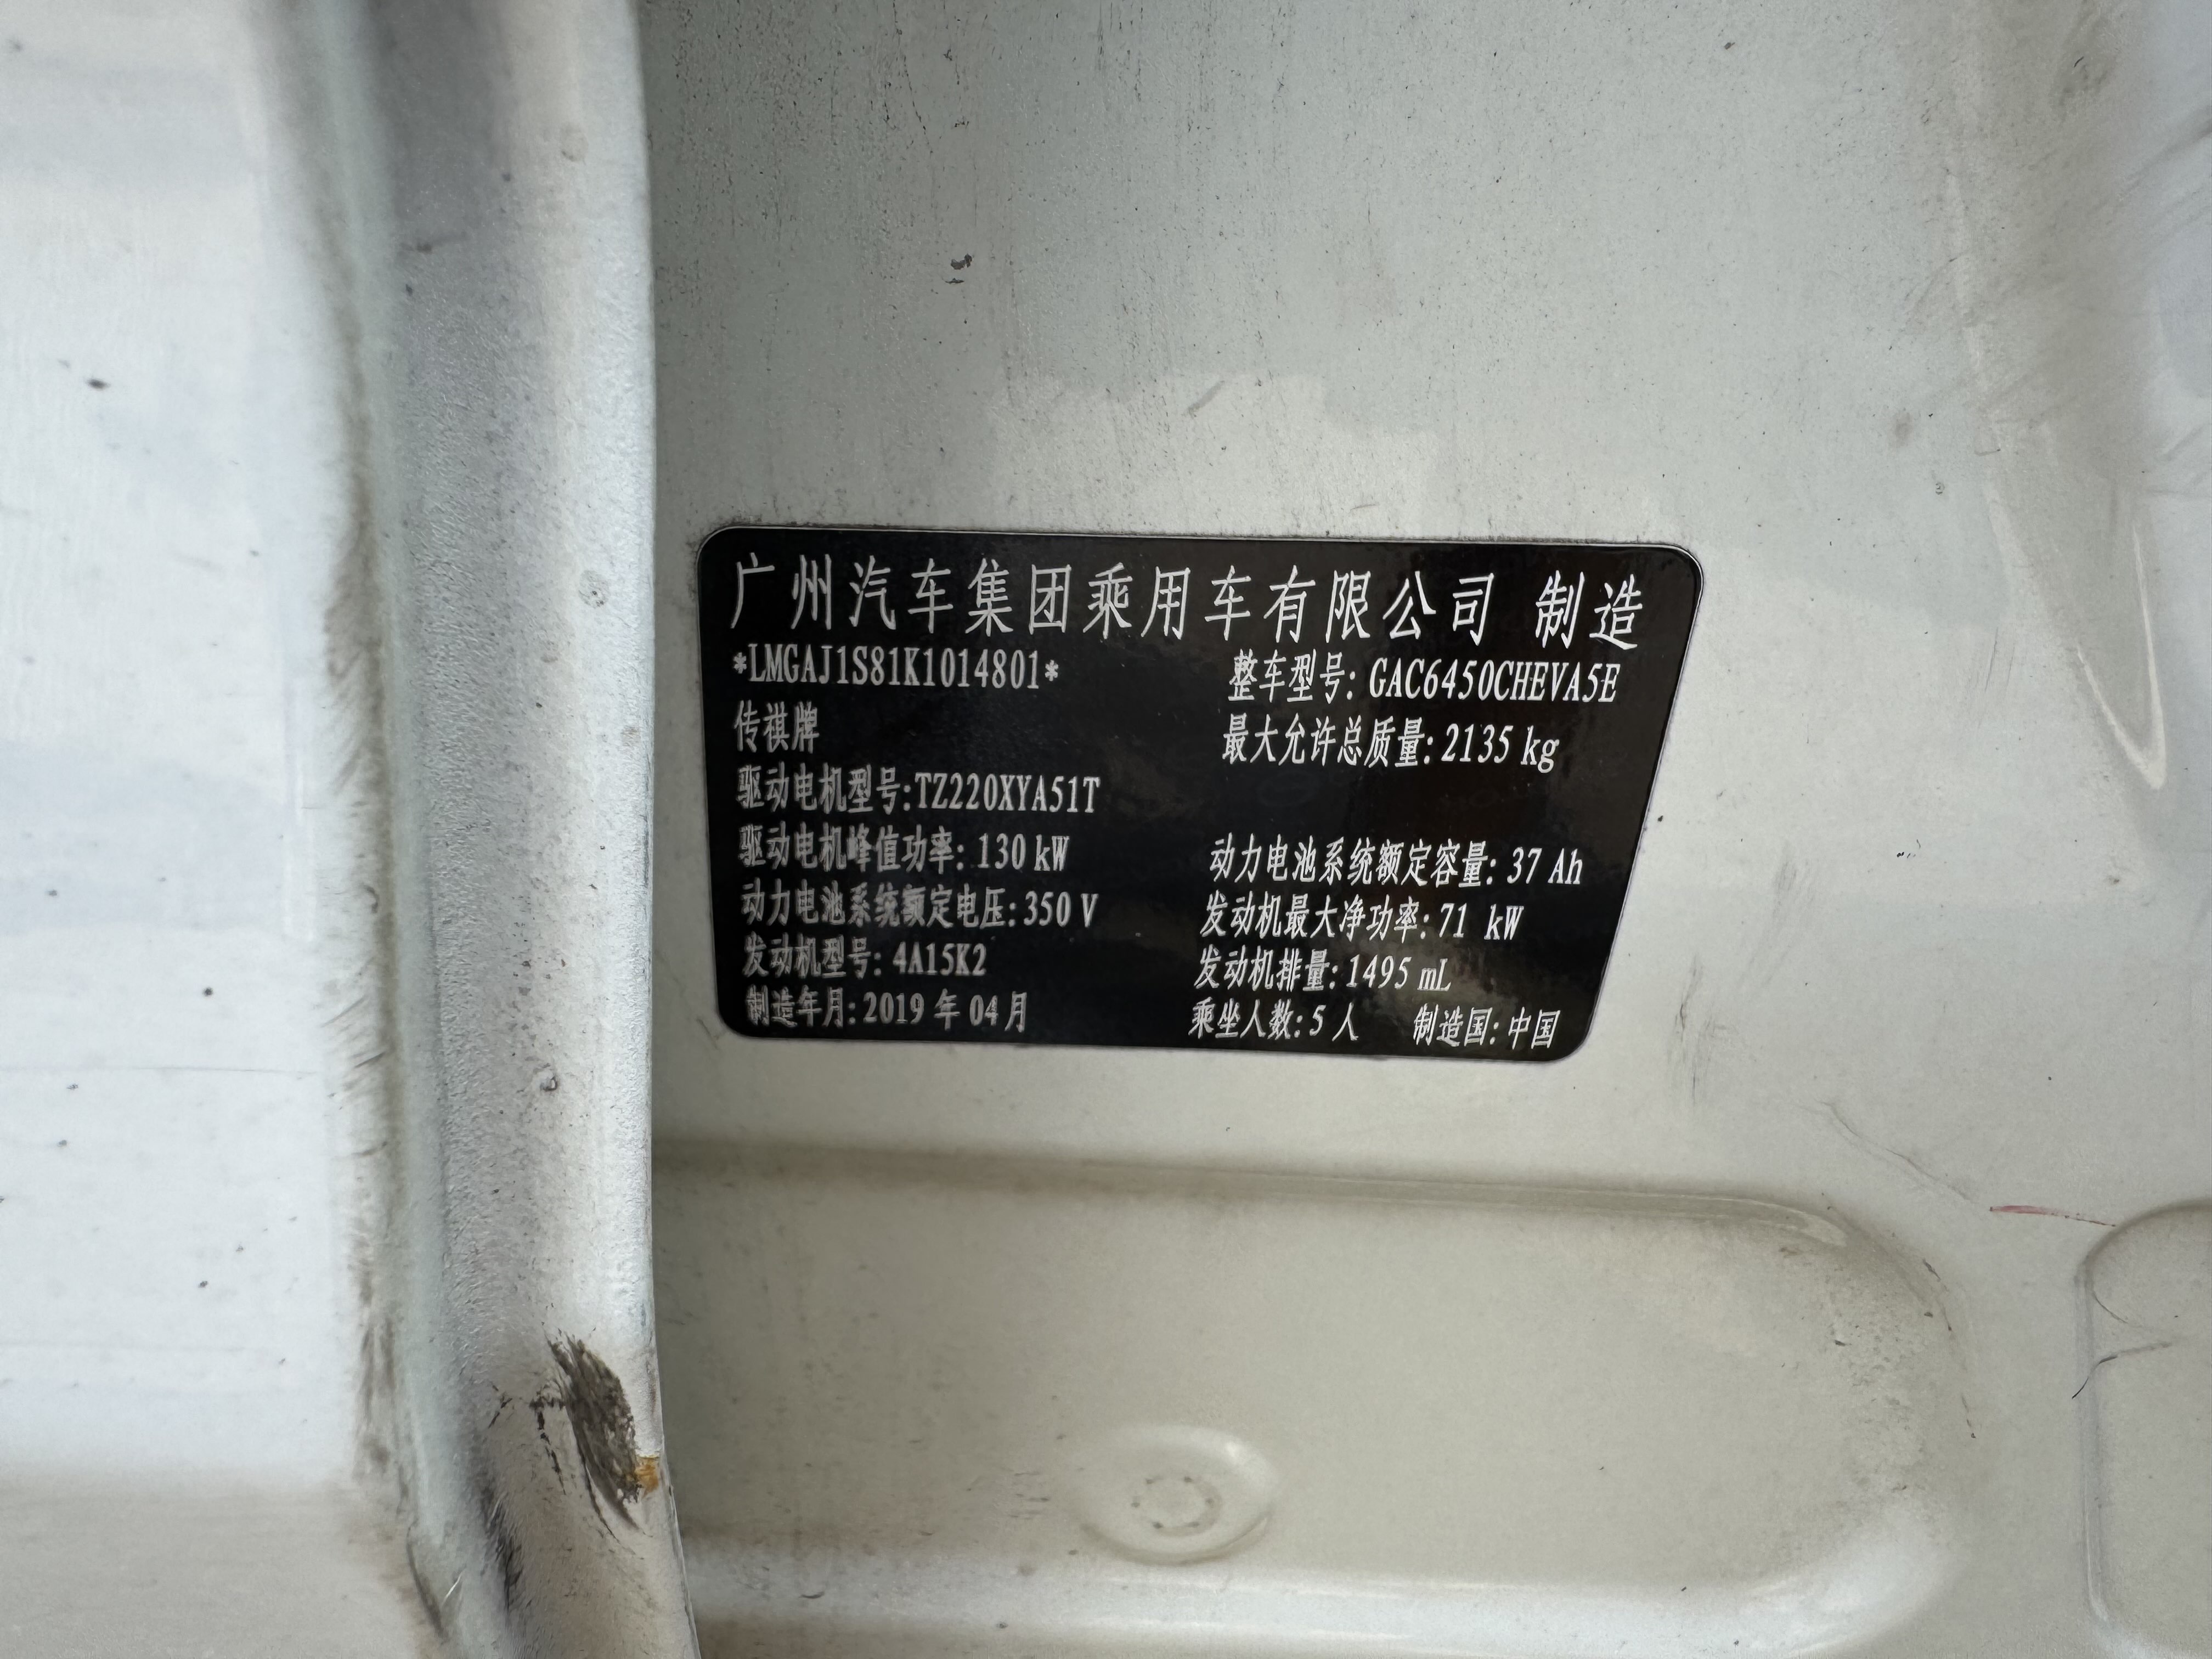 广州汽车集团乘用车有限公司 制造
*LMGAJ1S81K1014801* 整车型号: GAC6450CHEVA5E
传祺牌 最大允许总质量: 2135 kg
驱动电机型号:TZ220XYA51T
驱动电机峰值功率: 130 kW 动力电池系统额定容量: 37 Ah
动力电池系统额定电压: 350 V 发动机最大净功率: 71 kW
发动机型号: 4A15K2 发动机排量: 1495 mL
制造年月: 2019 年 04 月 乘坐人数: 5 人 制造国: 中国